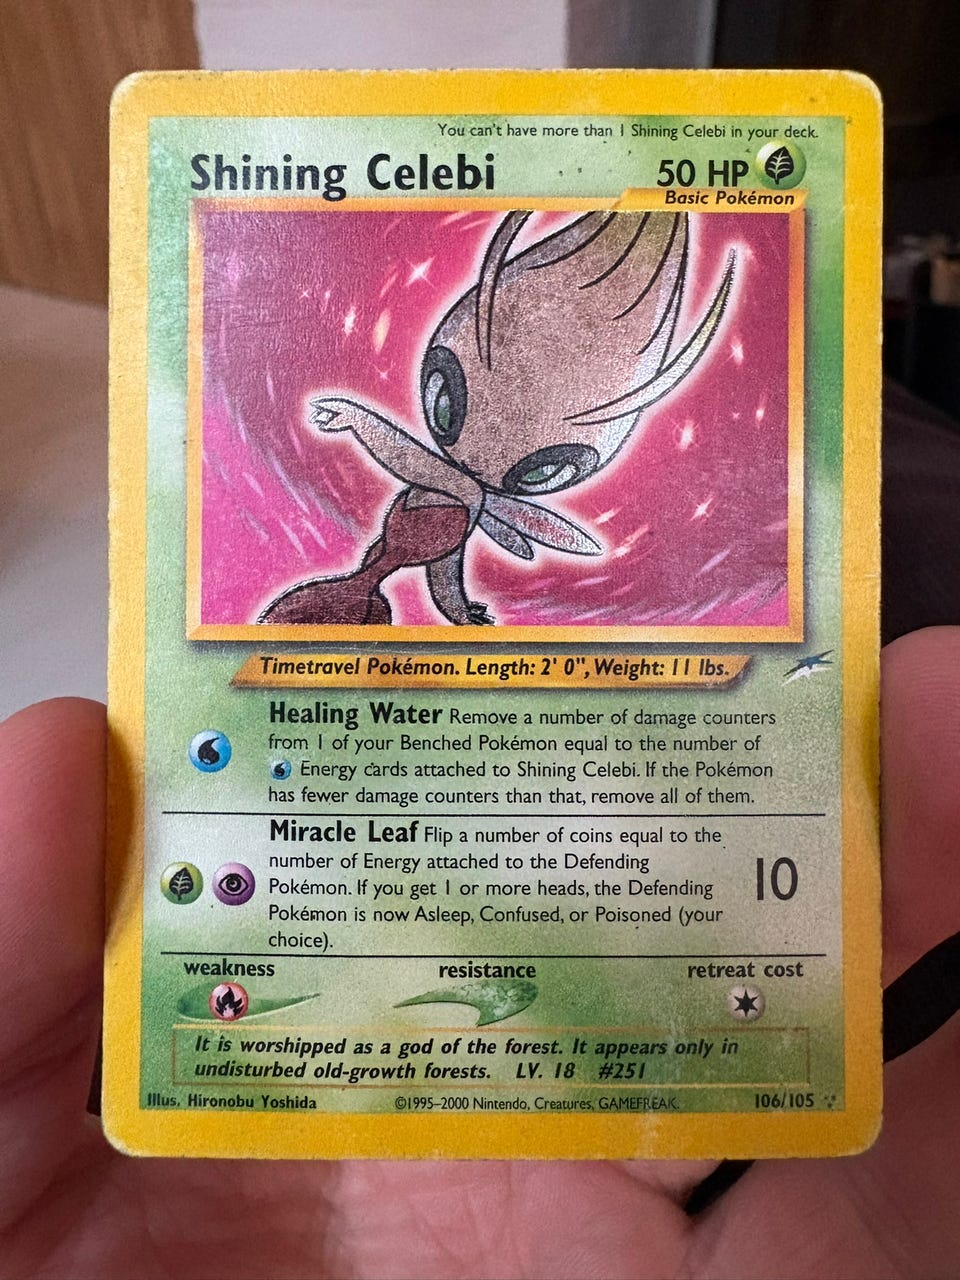 You can't have more than 1 Shining Celebi in your deck.
Shining Celebi 50 HP
Basic Pokémon
Timetravel Pokémon. Length: 2' 0", Weight: 11 lbs.
Healing Water Remove a number of damage counters
from 1 of your Benched Pokémon equal to the number of
Energy cards attached to Shining Celebi. If the Pokémon
has fewer damage counters than that, remove all of them.
Miracle Leaf Flip a number of coins equal to the
number of Energy attached to the Defending
Pokémon. If you get 1 or more heads, the Defending 10
Pokémon is now Asleep, Confused, or Poisoned (your
choice).
weakness resistance retreat cost
It is worshipped as a god of the forest. It appears only in
undisturbed old-growth forests. LV. 18 #251
Illus. Hironobu Yoshida ©1995–2000 Nintendo, Creatures, GAMEFREAK. 106/105